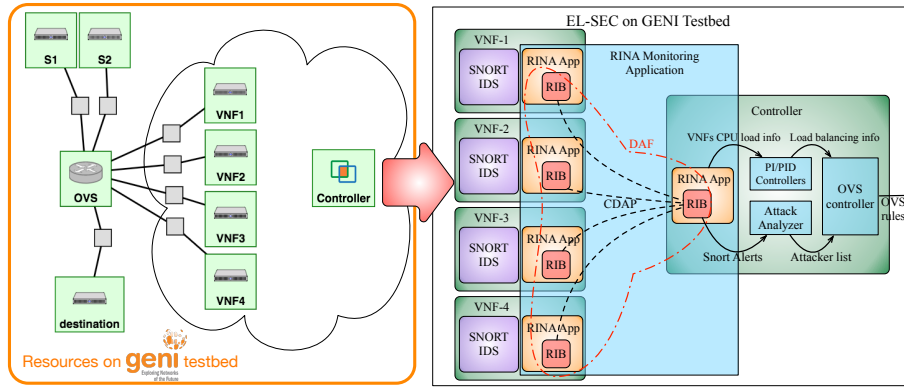 S1
S2
VNF1
VNF2
OVS
VNF3
VNF4
Controller
destination
Resources on geni testbed
Exploring Networks
of the Future
EL-SEC on GENI Testbed
VNF-1
SNORT
IDS
RINA App
RIB
RINA Monitoring
Application
VNF-2
SNORT
IDS
RINA App
RIB
VNF-3
SNORT
IDS
RINA App
RIB
VNF-4
SNORT
IDS
RINA App
RIB
DAF
CDAP
Controller
VNFs CPU load info
Load balancing info
RINA App
RIB
PI/PID
Controllers
Attack
Analyzer
OVS
controller
OVS
rules
Snort Alerts
Attacker list